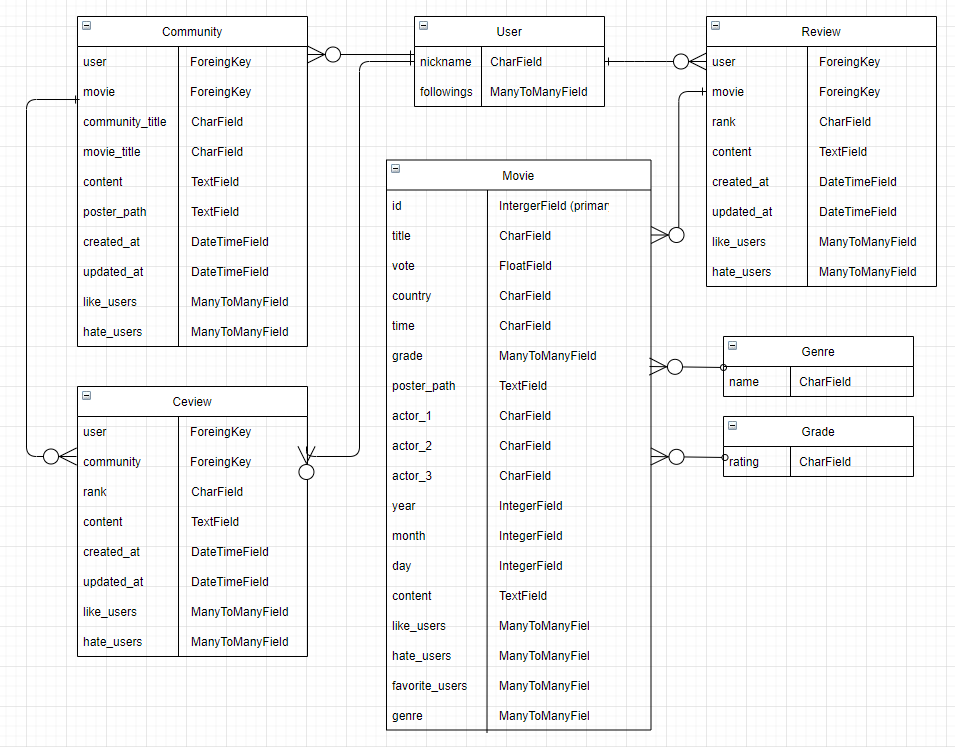 Community
user ForeingKey
movie ForeingKey
community_title CharField
movie_title CharField
content TextField
poster_path TextField
created_at DateTimeField
updated_at DateTimeField
like_users ManyToManyField
hate_users ManyToManyField
User
nickname CharField
followings ManyToManyField
Review
user ForeingKey
movie ForeingKey
rank CharField
content TextField
created_at DateTimeField
updated_at DateTimeField
like_users ManyToManyField
hate_users ManyToManyField
Movie
id IntergerField (primar
title CharField
vote FloatField
country CharField
time CharField
grade ManyToManyField
poster_path TextField
actor_1 CharField
actor_2 CharField
actor_3 CharField
year IntegerField
month IntegerField
day IntegerField
content TextField
like_users ManyToManyFiel
hate_users ManyToManyFiel
favorite_users ManyToManyFiel
genre ManyToManyFiel
Genre
name CharField
Grade
rating CharField
Ceview
user ForeingKey
community ForeingKey
rank CharField
content TextField
created_at DateTimeField
updated_at DateTimeField
like_users ManyToManyField
hate_users ManyToManyField